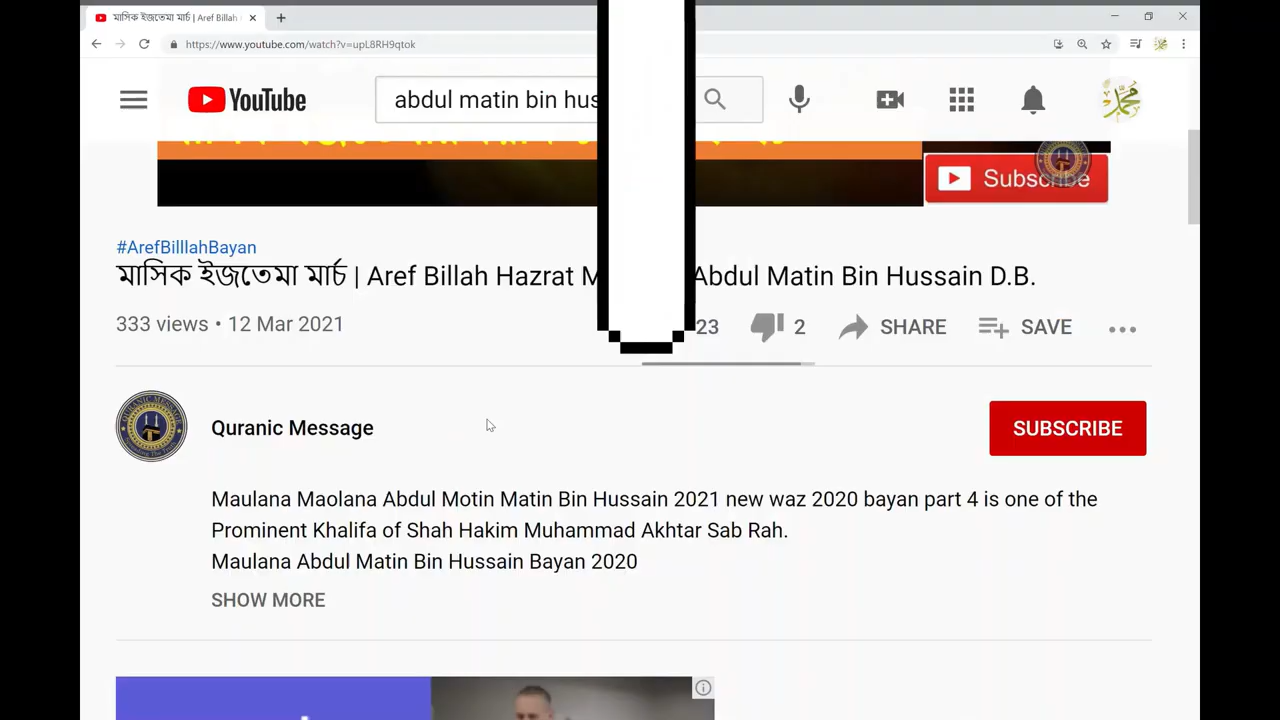 মাসিক ইজতেমা মার্চ | Aref Billah
https://www.youtube.com/watch?v=upL8RH9qtok
YouTube
abdul matin bin hus
Subscribe
#ArefBilllahBayan
মাসিক ইজতেমা মার্চ | Aref Billah Hazrat M Abdul Matin Bin Hussain D.B.
333 views • 12 Mar 2021
23 2 SHARE SAVE
Quranic Message
SUBSCRIBE
Maulana Maolana Abdul Motin Matin Bin Hussain 2021 new waz 2020 bayan part 4 is one of the
Prominent Khalifa of Shah Hakim Muhammad Akhtar Sab Rah.
Maulana Abdul Matin Bin Hussain Bayan 2020
SHOW MORE